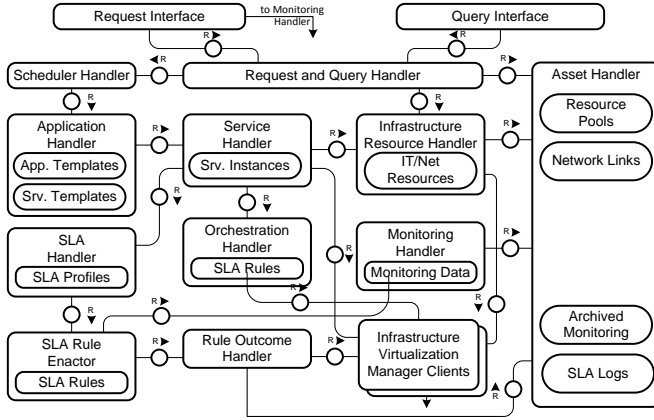 Request Interface
to Monitoring
Handler
Query Interface
R
R
Scheduler Handler
R
Request and Query Handler
R
Asset Handler
R
R
Resource
Pools
Application
Handler
App. Templates
Srv. Templates
R
Service
Handler
Srv. Instances
R
Infrastructure
Resource Handler
IT/Net
Resources
R
Network Links
R
R
R
SLA
Handler
SLA Profiles
Orchestration
Handler
SLA Rules
Monitoring
Handler
Monitoring Data
R
R
R
R
R
R
Archived
Monitoring
SLA Rule
Enactor
SLA Rules
R
Rule Outcome
Handler
R
Infrastructure
Virtualization
Manager Clients
R
SLA Logs